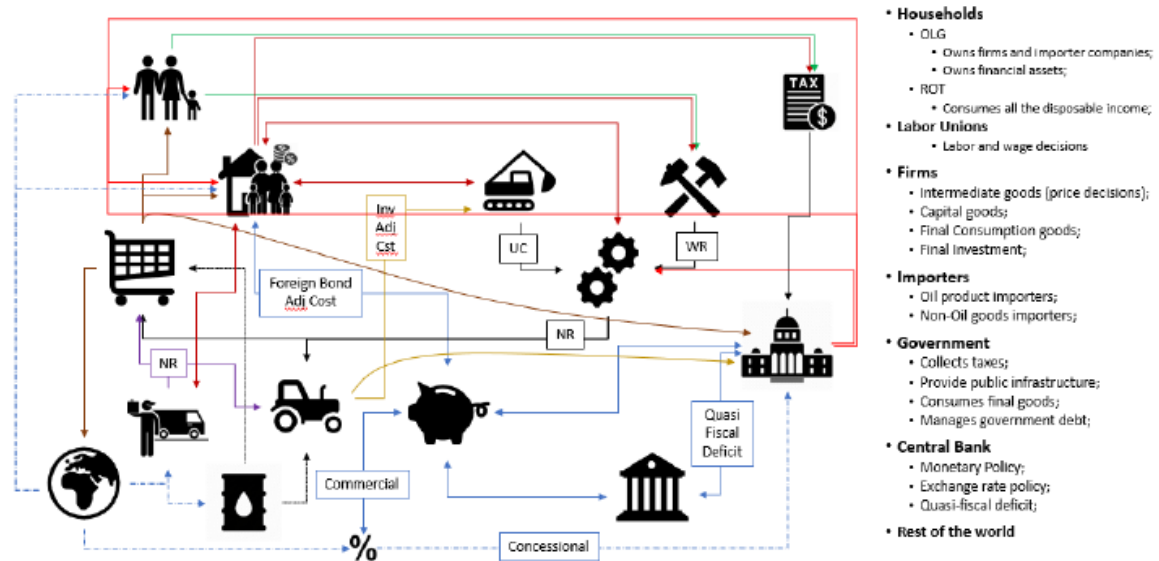 TAX
$
Inv
Adj
Cst
UC
WR
Foreign Bond
Adj Cost
NR
NR
Quasi
Fiscal
Deficit
Commercial
%
Concessional
• Households
• OLG
• Owns firms and importer companies;
• Owns financial assets;
• ROT
• Consumes all the disposable income;
• Labor Unions
• Labor and wage decisions
• Firms
• Intermediate goods (price decisions);
• Capital goods;
• Final Consumption goods;
• Final Investment;
• Importers
• Oil product importers;
• Non-Oil goods importers;
• Government
• Collects taxes;
• Provide public infrastructure;
• Consumes final goods;
• Manages government debt;
• Central Bank
• Monetary Policy;
• Exchange rate policy;
• Quasi-fiscal deficit;
• Rest of the world